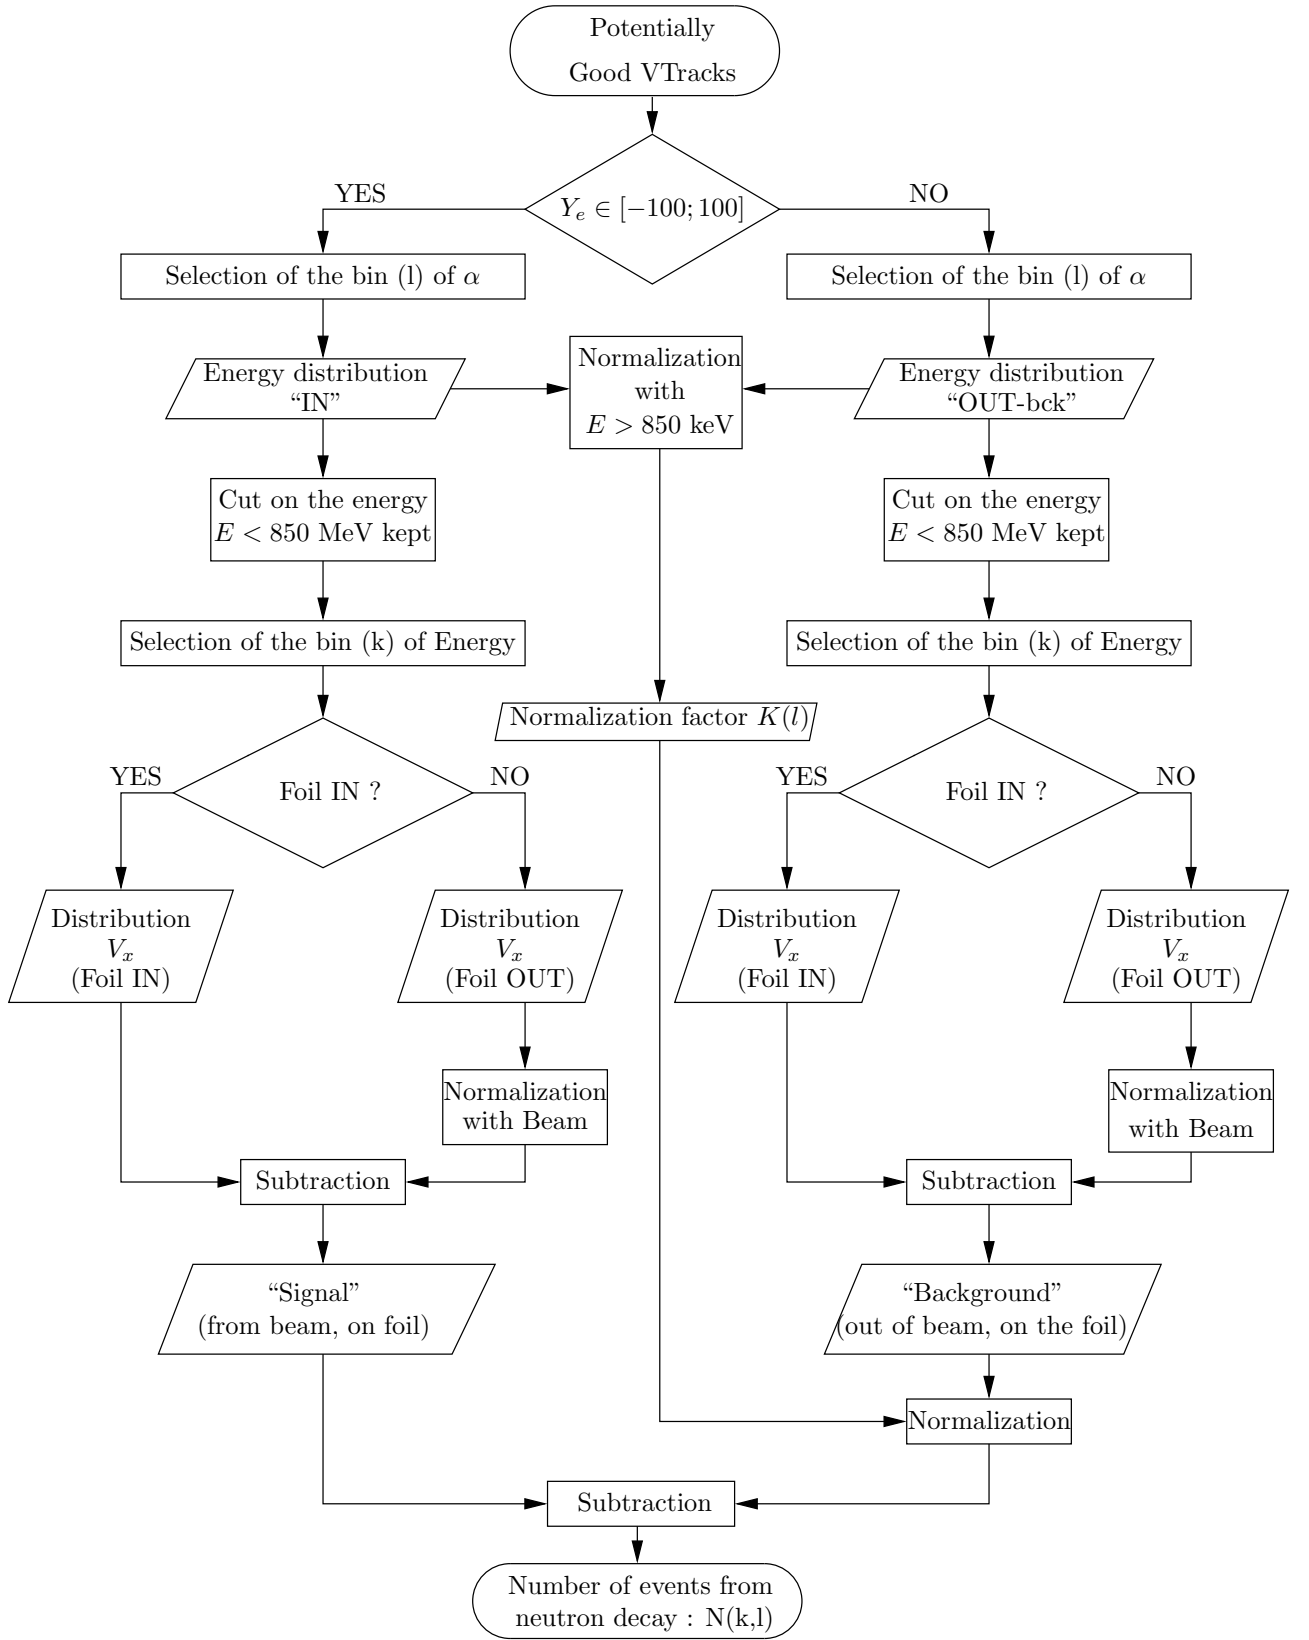 Potentially
Good VTracks
YES
NO
Y_e ∈ [−100; 100]
Selection of the bin (l) of α
Selection of the bin (l) of α
Energy distribution
“IN”
Normalization
with
E > 850 keV
Energy distribution
“OUT-bck”
Cut on the energy
E < 850 MeV kept
Cut on the energy
E < 850 MeV kept
Selection of the bin (k) of Energy
Selection of the bin (k) of Energy
Normalization factor K(l)
YES
Foil IN ?
NO
YES
Foil IN ?
NO
Distribution
V_x
(Foil IN)
Distribution
V_x
(Foil OUT)
Distribution
V_x
(Foil IN)
Distribution
V_x
(Foil OUT)
Normalization
with Beam
Normalization
with Beam
Subtraction
Subtraction
“Signal”
(from beam, on foil)
“Background”
(out of beam, on the foil)
Normalization
Subtraction
Number of events from
neutron decay : N(k,l)